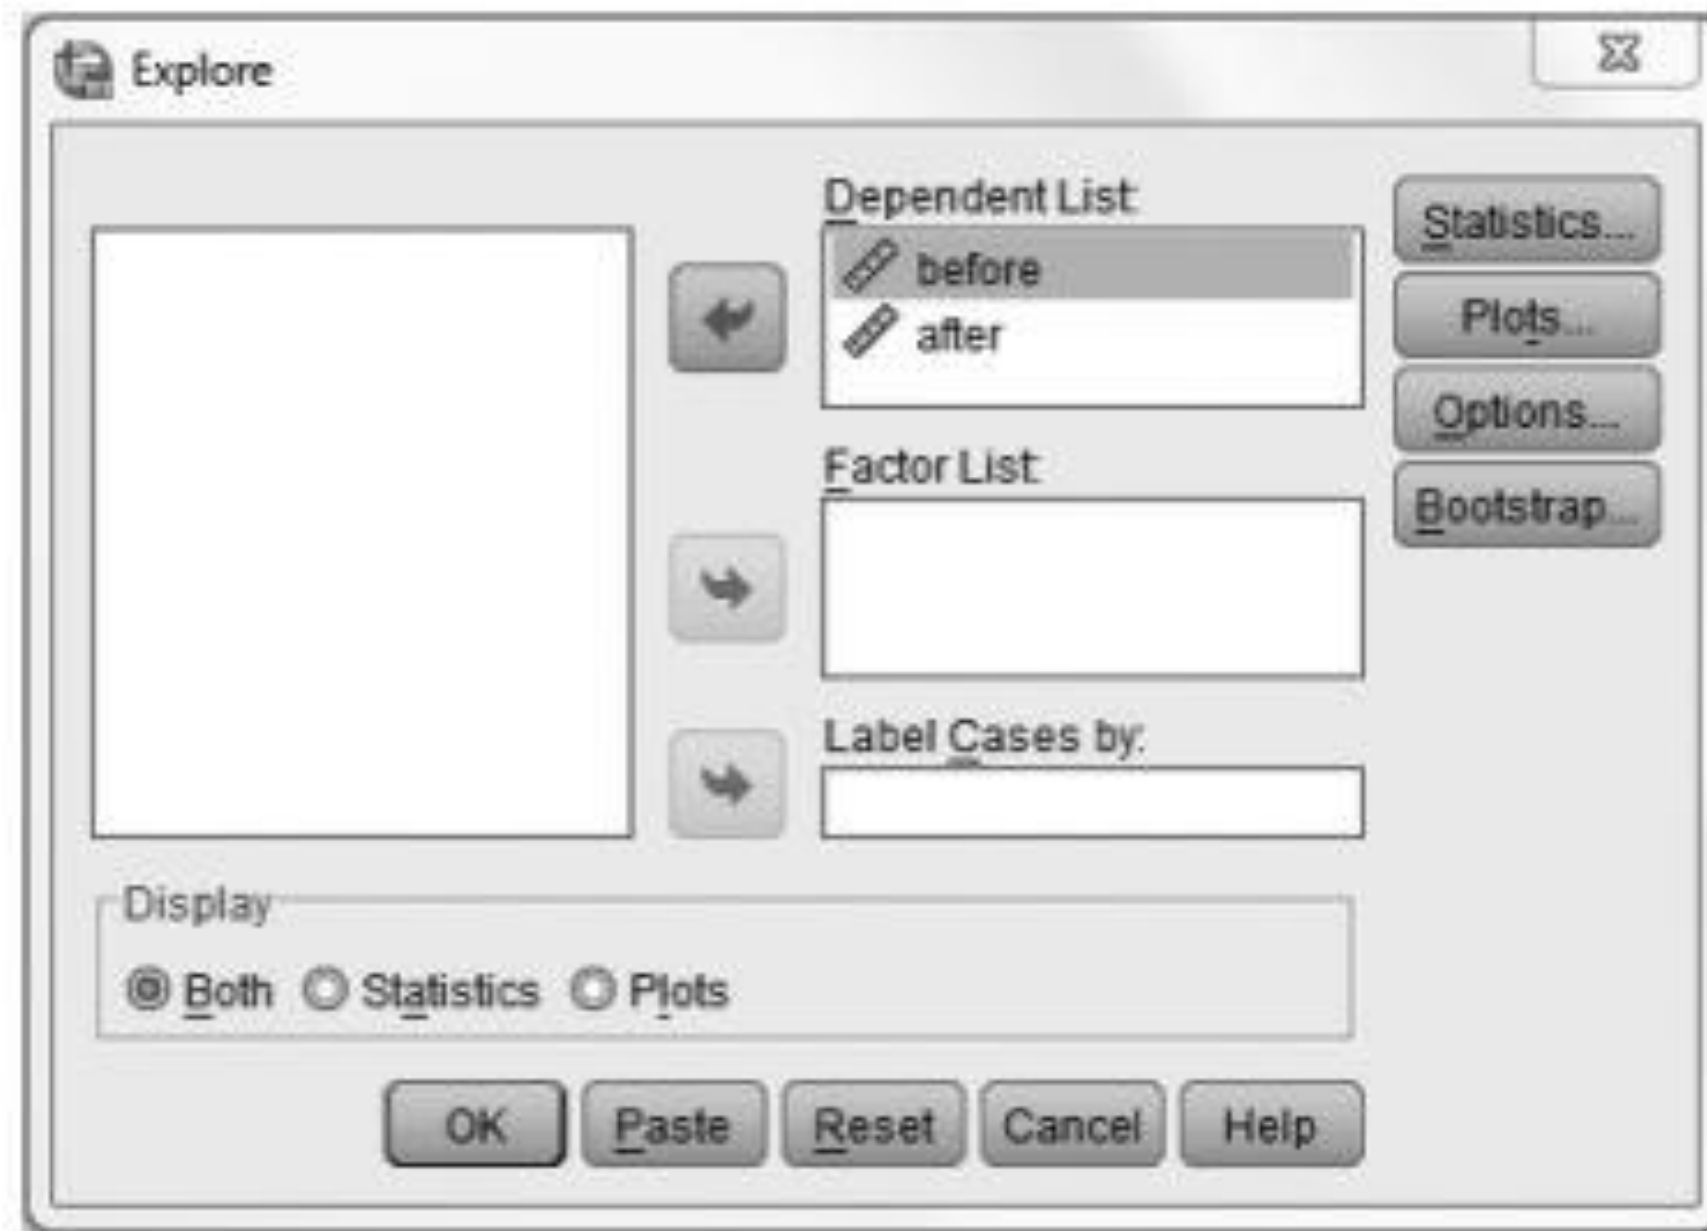 Explore
Dependent List:
before
after
Statistics...
Plots...
Options...
Bootstrap...
Factor List:
Label Cases by:
Display
Both Statistics Plots
OK Paste Reset Cancel Help